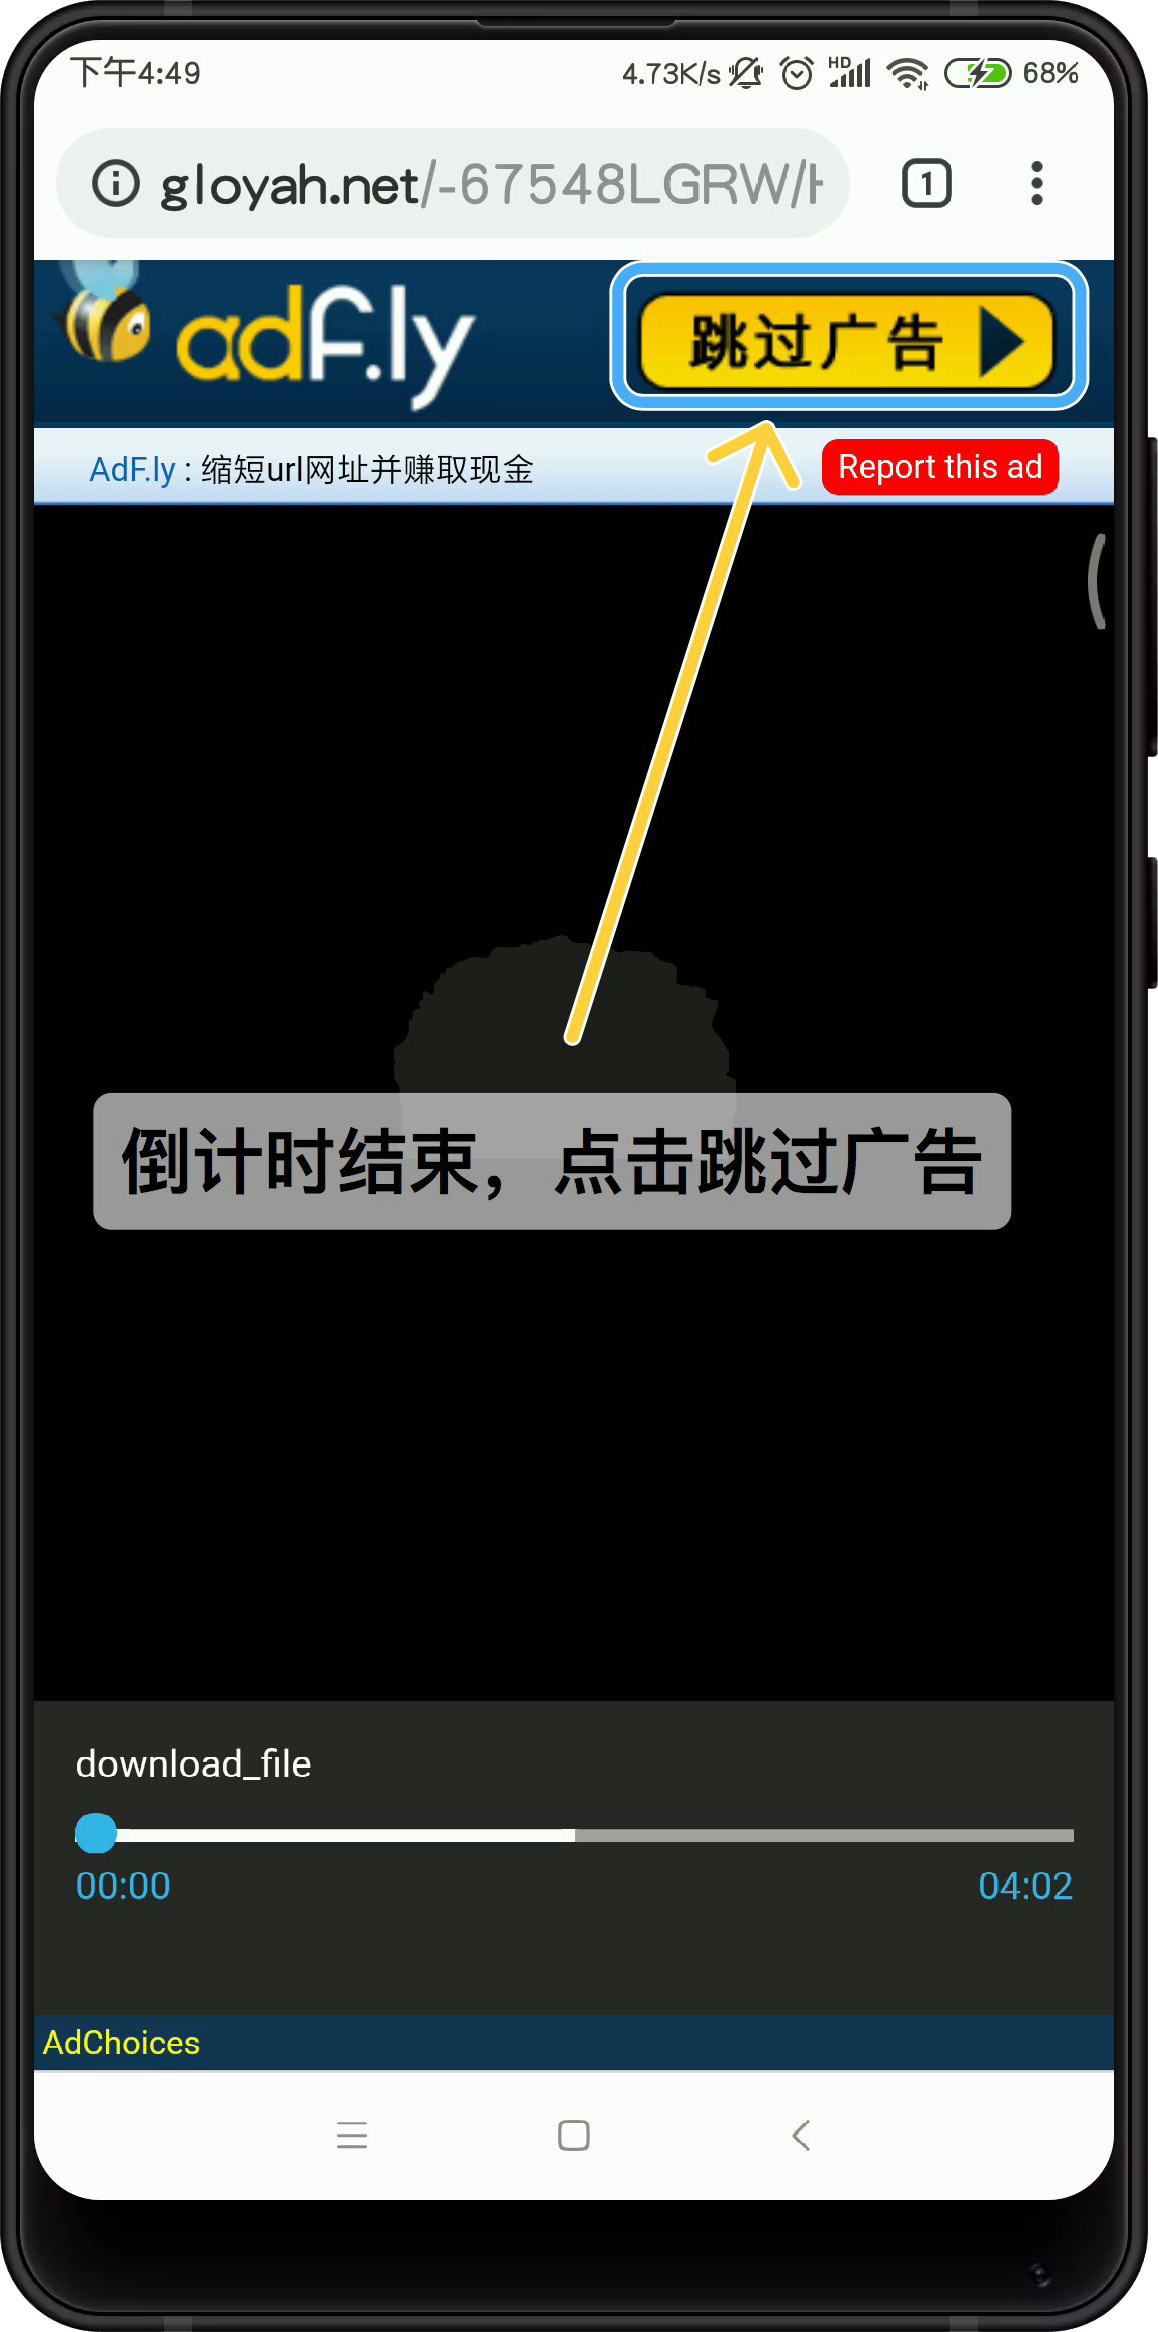 下午4:49
4.73K/s HD 68%
gloyah.net/-67548LGRW/
1
adf.ly
跳过广告
AdF.ly : 缩短url网址并赚取现金
Report this ad
倒计时结束，点击跳过广告
download_file
00:00
04:02
AdChoices